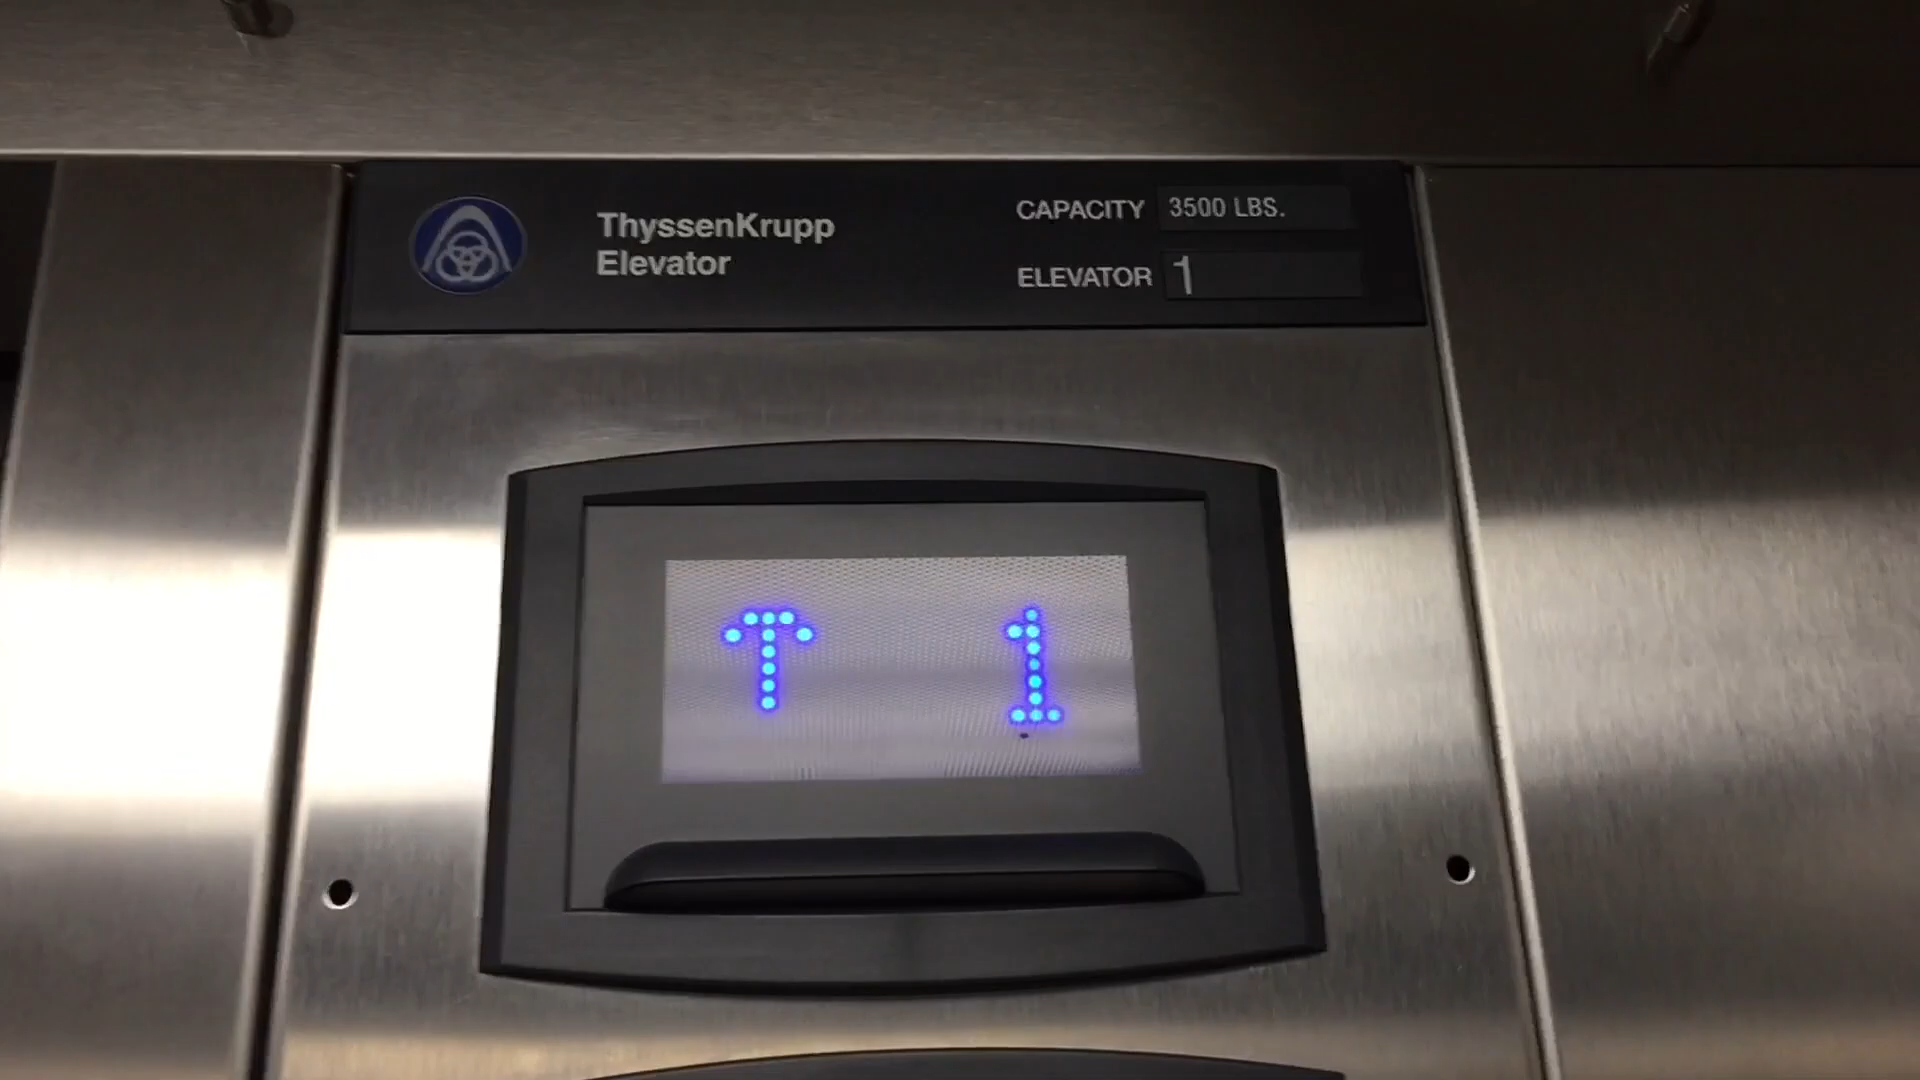 ThyssenKrupp
Elevator
CAPACITY 3500 LBS.
ELEVATOR 1
↑ 1